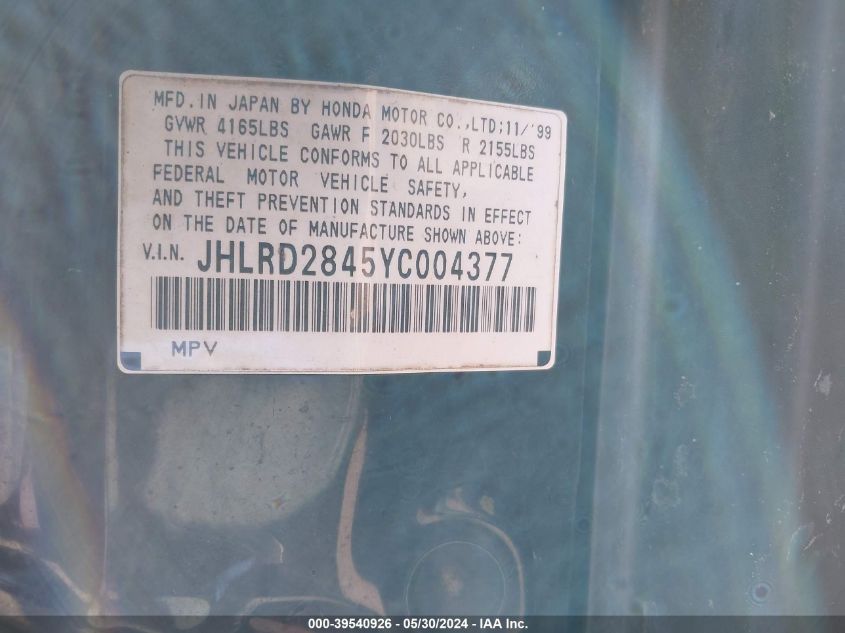 MFD. IN JAPAN BY HONDA MOTOR CO.,LTD;11/'99
GVWR 4165LBS GAWR F 2030LBS R 2155LBS
THIS VEHICLE CONFORMS TO ALL APPLICABLE
FEDERAL MOTOR VEHICLE SAFETY,
AND THEFT PREVENTION STANDARDS IN EFFECT
ON THE DATE OF MANUFACTURE SHOWN ABOVE:
V.I.N. JHLRD2845YC004377
MPV
000-39540926 - 05/30/2024 - IAA Inc.